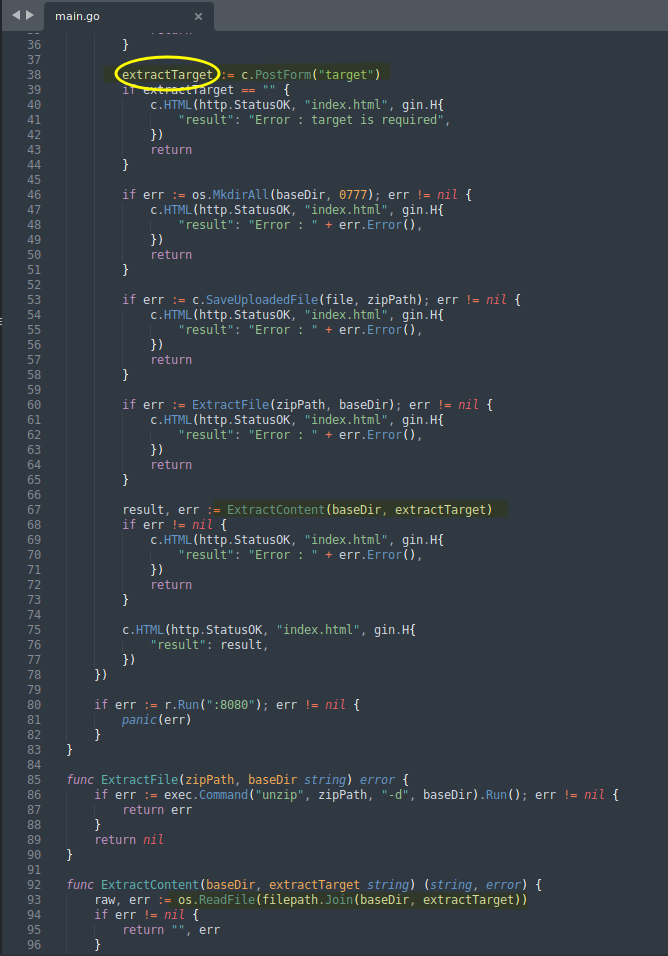 main.go ×
36 }
37
38 extractTarget := c.PostForm("target")
39 if extractTarget == "" {
40 c.HTML(http.StatusOK, "index.html", gin.H{
41 "result": "Error : target is required",
42 })
43 return
44 }
45
46 if err := os.MkdirAll(baseDir, 0777); err != nil {
47 c.HTML(http.StatusOK, "index.html", gin.H{
48 "result": "Error : " + err.Error(),
49 })
50 return
51 }
52
53 if err := c.SaveUploadedFile(file, zipPath); err != nil {
54 c.HTML(http.StatusOK, "index.html", gin.H{
55 "result": "Error : " + err.Error(),
56 })
57 return
58 }
59
60 if err := ExtractFile(zipPath, baseDir); err != nil {
61 c.HTML(http.StatusOK, "index.html", gin.H{
62 "result": "Error : " + err.Error(),
63 })
64 return
65 }
66
67 result, err := ExtractContent(baseDir, extractTarget)
68 if err != nil {
69 c.HTML(http.StatusOK, "index.html", gin.H{
70 "result": "Error : " + err.Error(),
71 })
72 return
73 }
74
75 c.HTML(http.StatusOK, "index.html", gin.H{
76 "result": result,
77 })
78 })
79
80 if err := r.Run(":8080"); err != nil {
81 panic(err)
82 }
83 }
84
85 func ExtractFile(zipPath, baseDir string) error {
86 if err := exec.Command("unzip", zipPath, "-d", baseDir).Run(); err != nil {
87 return err
88 }
89 return nil
90 }
91
92 func ExtractContent(baseDir, extractTarget string) (string, error) {
93 raw, err := os.ReadFile(filepath.Join(baseDir, extractTarget))
94 if err != nil {
95 return "", err
96 }